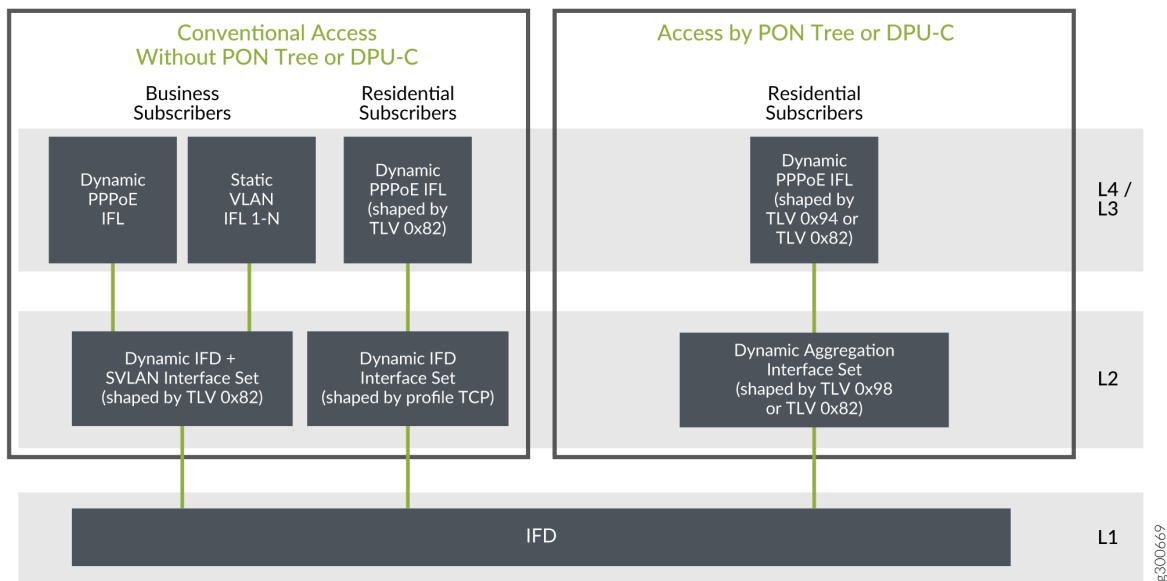 Conventional Access
Without PON Tree or DPU-C
Business
Subscribers
Residential
Subscribers
Dynamic
PPPoE
IFL
Static
VLAN
IFL 1-N
Dynamic
PPPoE IFL
(shaped by
TLV 0x82)
Dynamic IFD +
SVLAN Interface Set
(shaped by TLV 0x82)
Dynamic IFD
Interface Set
(shaped by profile TCP)
Access by PON Tree or DPU-C
Residential
Subscribers
Dynamic
PPPoE IFL
(shaped by
TLV 0x94 or
TLV 0x82)
Dynamic Aggregation
Interface Set
(shaped by TLV 0x98
or TLV 0x82)
L4 /
L3
L2
IFD
L1
g300669